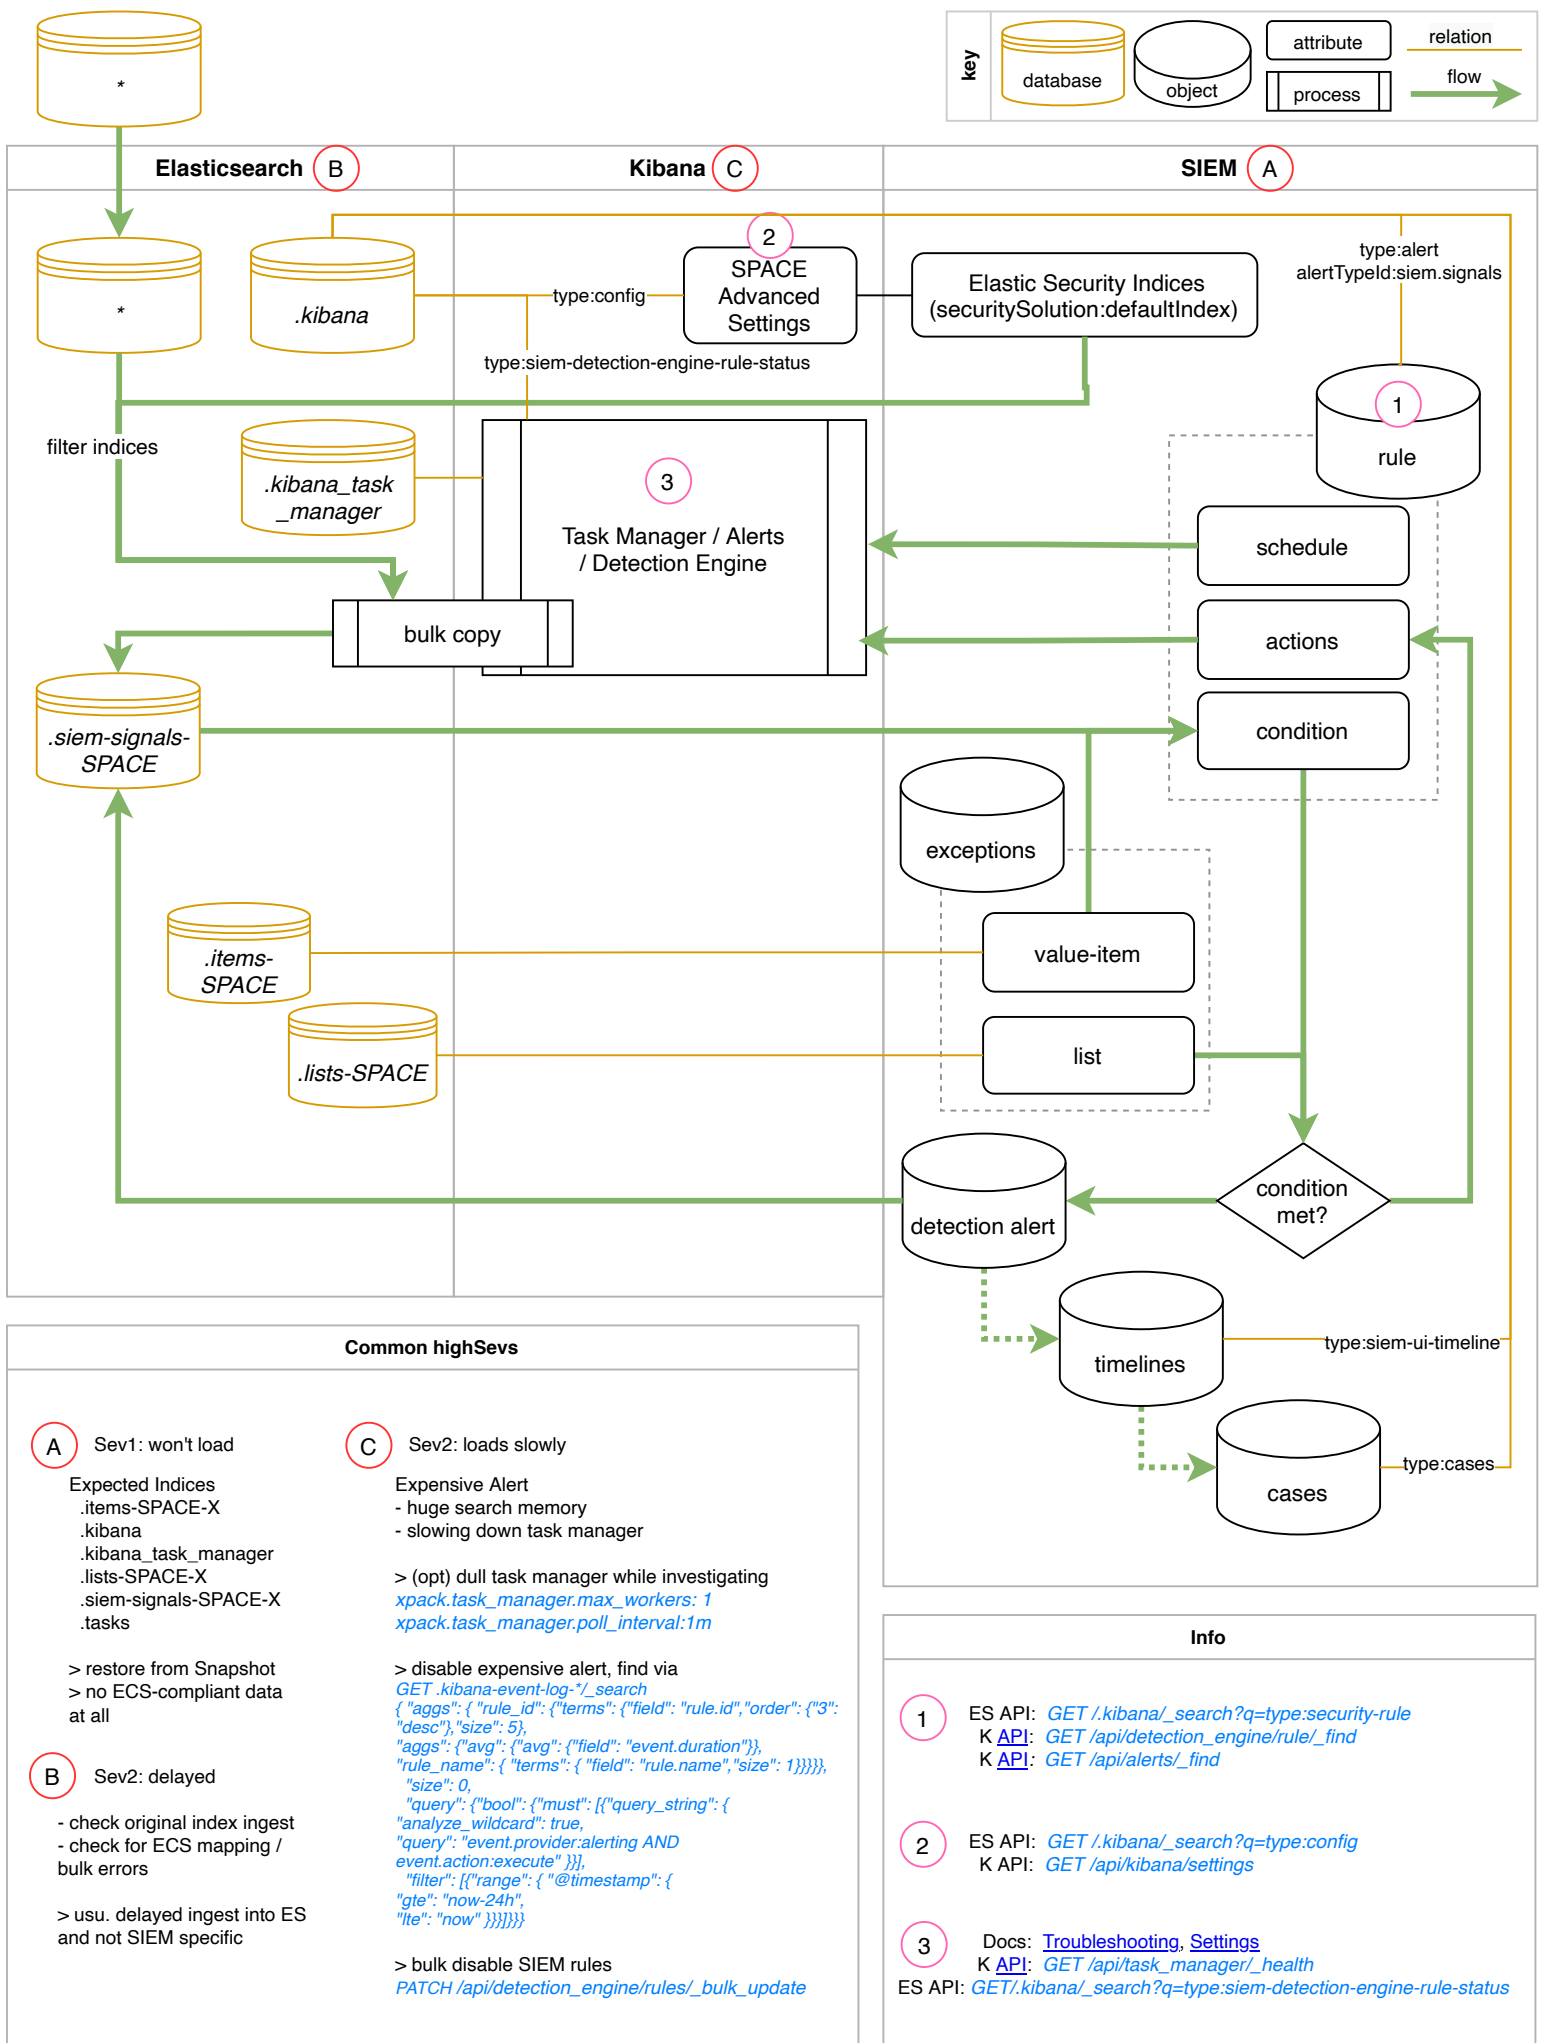 *
key
database
object
attribute
process
relation
flow
Elasticsearch B
Kibana C
SIEM A
*
.kibana
type:config
2
SPACE
Advanced
Settings
Elastic Security Indices
(securitySolution:defaultIndex)
type:alert
alertTypeId:siem.signals
type:siem-detection-engine-rule-status
1
rule
filter indices
.kibana_task
_manager
3
Task Manager / Alerts
/ Detection Engine
schedule
bulk copy
actions
.siem-signals-
SPACE
condition
exceptions
.items-
SPACE
value-item
.lists-SPACE
list
condition
met?
detection alert
timelines
type:siem-ui-timeline
cases
type:cases
Common highSevs
A Sev1: won't load
Expected Indices
.items-SPACE-X
.kibana
.kibana_task_manager
.lists-SPACE-X
.siem-signals-SPACE-X
.tasks
> restore from Snapshot
> no ECS-compliant data
at all
B Sev2: delayed
- check original index ingest
- check for ECS mapping /
bulk errors
> usu. delayed ingest into ES
and not SIEM specific
C Sev2: loads slowly
Expensive Alert
- huge search memory
- slowing down task manager
> (opt) dull task manager while investigating
xpack.task_manager.max_workers: 1
xpack.task_manager.poll_interval:1m
> disable expensive alert, find via
GET .kibana-event-log-*/_search
{ "aggs": { "rule_id": {"terms": {"field": "rule.id","order": {"3":
"desc"},"size": 5},
"aggs": {"avg": {"avg": {"field": "event.duration"}},
"rule_name": { "terms": { "field": "rule.name","size": 1}}}}},
"size": 0,
"query": {"bool": {"must": [{"query_string": {
"analyze_wildcard": true,
"query": "event.provider:alerting AND
event.action:execute" }}],
"filter": [{"range": { "@timestamp": {
"gte": "now-24h",
"lte": "now" }}}]}}}
> bulk disable SIEM rules
PATCH /api/detection_engine/rules/_bulk_update
Info
1 ES API: GET /.kibana/_search?q=type:security-rule
K API: GET /api/detection_engine/rule/_find
K API: GET /api/alerts/_find
2 ES API: GET /.kibana/_search?q=type:config
K API: GET /api/kibana/settings
3 Docs: Troubleshooting, Settings
K API: GET /api/task_manager/_health
ES API: GET/.kibana/_search?q=type:siem-detection-engine-rule-status